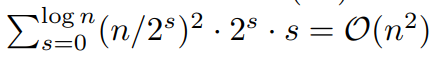 ∑_{s=0}^{log n} (n/2^s)^2 · 2^s · s = 𝒪(n^2)